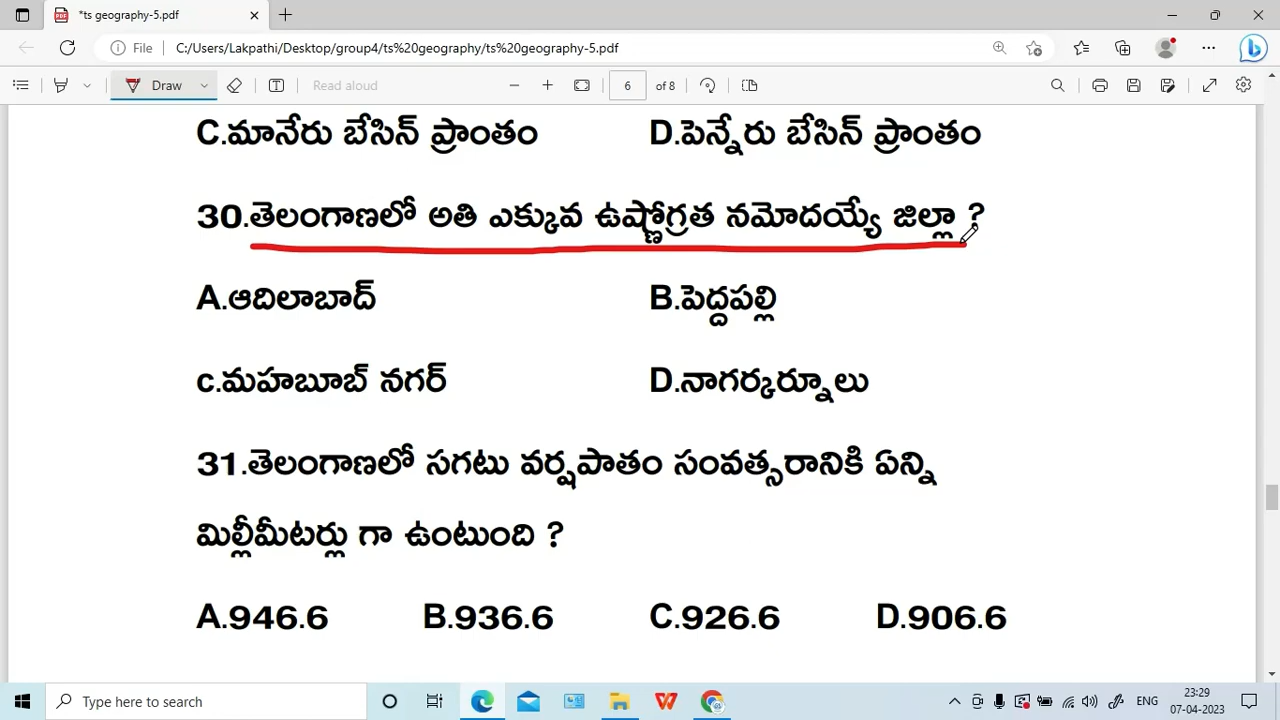 *ts geography-5.pdf
File C:/Users/Lakpathi/Desktop/group4/ts%20geography/ts%20geography-5.pdf
Draw Read aloud 6 of 8
C.మానేరు బేసిన్ ప్రాంతం D.పెన్నేరు బేసిన్ ప్రాంతం
30.తెలంగాణలో అతి ఎక్కువ ఉష్ణోగ్రత నమోదయ్యే జిల్లా ?
A.ఆదిలాబాద్ B.పెద్దపల్లి
c.మహబూబ్ నగర్ D.నాగర్కర్నూలు
31.తెలంగాణలో సగటు వర్షపాతం సంవత్సరానికి ఏన్ని
మిల్లీమీటర్లు గా ఉంటుంది ?
A.946.6 B.936.6 C.926.6 D.906.6
Type here to search ENG 23:29
07-04-2023